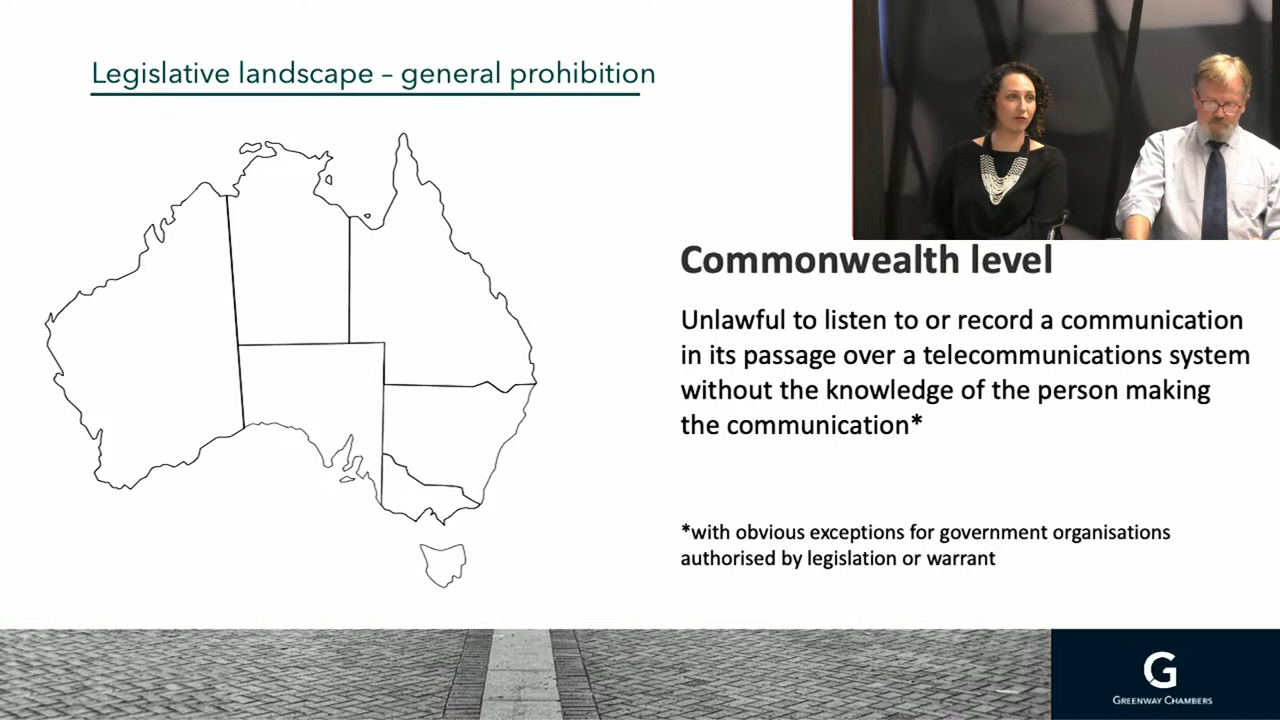 Legislative landscape – general prohibition
Commonwealth level
Unlawful to listen to or record a communication
in its passage over a telecommunications system
without the knowledge of the person making
the communication*
*with obvious exceptions for government organisations
authorised by legislation or warrant
G
GREENWAY CHAMBERS